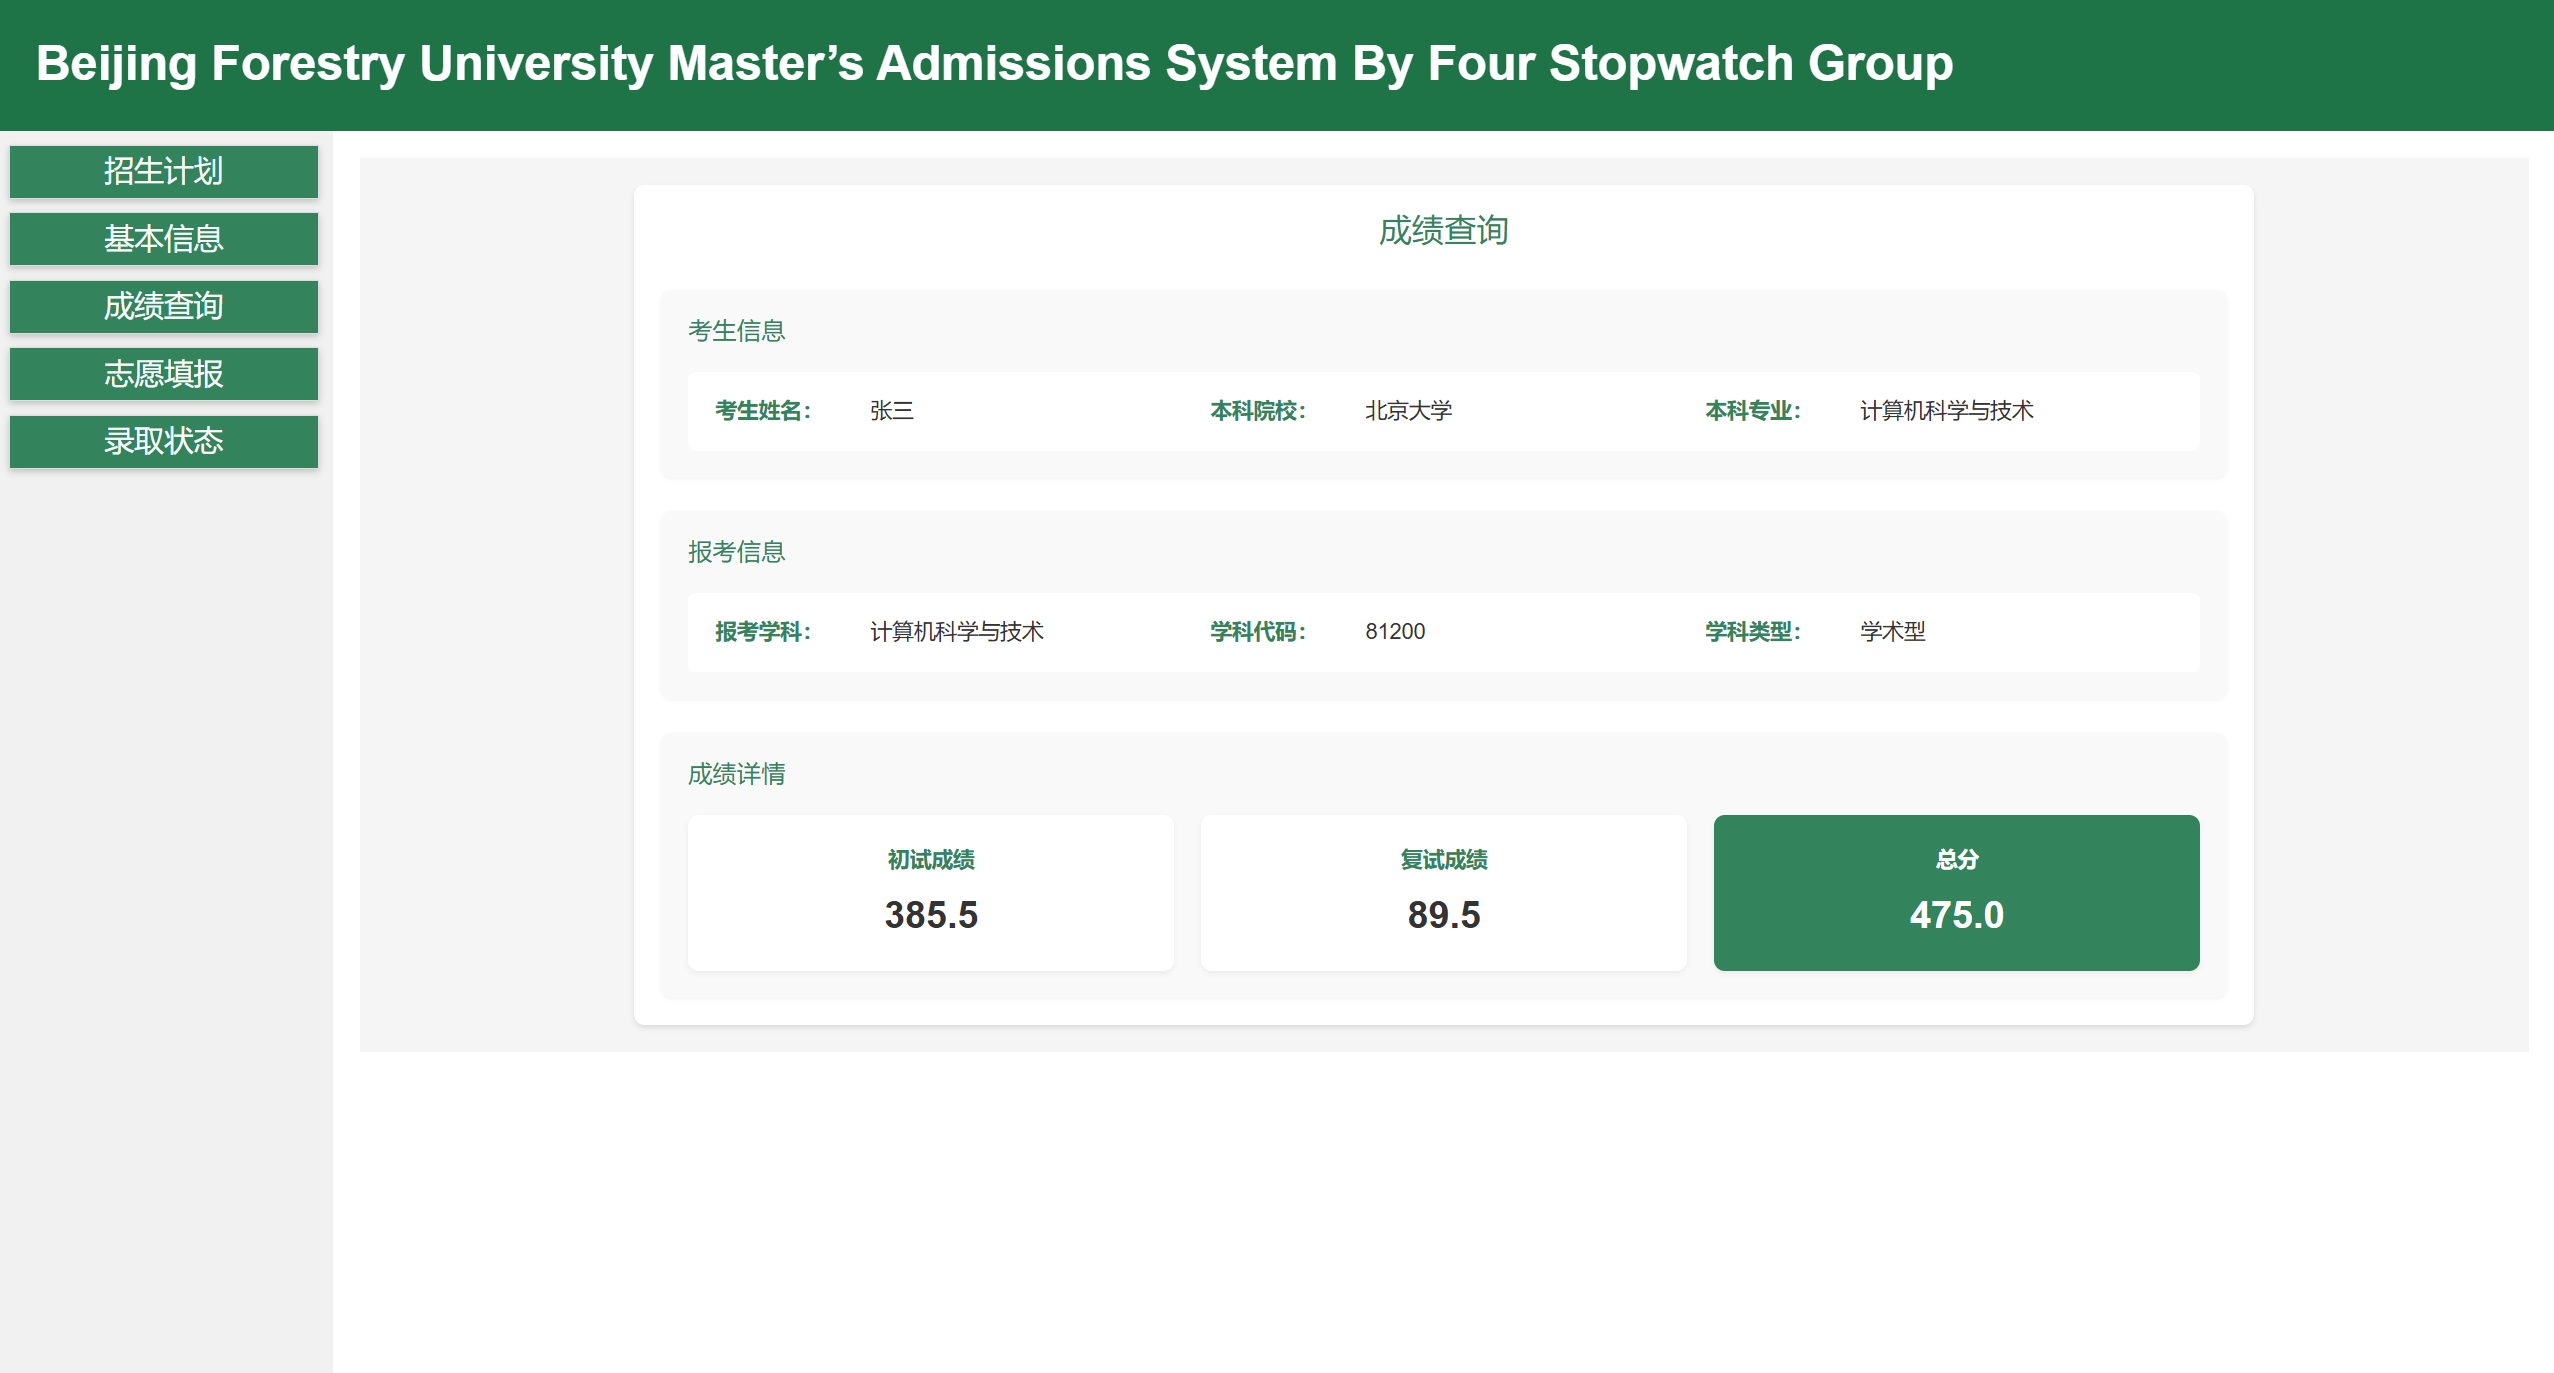 Beijing Forestry University Master’s Admissions System By Four Stopwatch Group
招生计划
基本信息
成绩查询
志愿填报
录取状态
成绩查询
考生信息
考生姓名： 张三 本科院校： 北京大学 本科专业： 计算机科学与技术
报考信息
报考学科： 计算机科学与技术 学科代码： 81200 学科类型： 学术型
成绩详情
初试成绩 复试成绩 总分
385.5 89.5 475.0